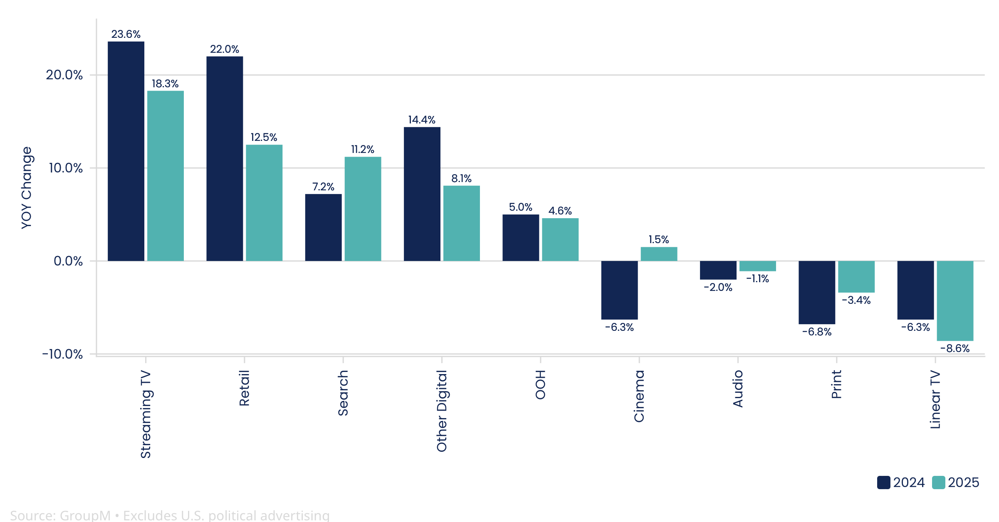 23.6%
22.0%
20.0%
18.3%
14.4%
12.5%
11.2%
10.0%
YOY Change
7.2%
8.1%
5.0%
4.6%
1.5%
0.0%
−1.1%
−2.0%
−3.4%
−6.3%
−6.8%
−6.3%
−8.6%
−10.0%
Streaming TV
Retail
Search
Other Digital
OOH
Cinema
Audio
Print
Linear TV
2024 2025
Source: GroupM • Excludes U.S. political advertising